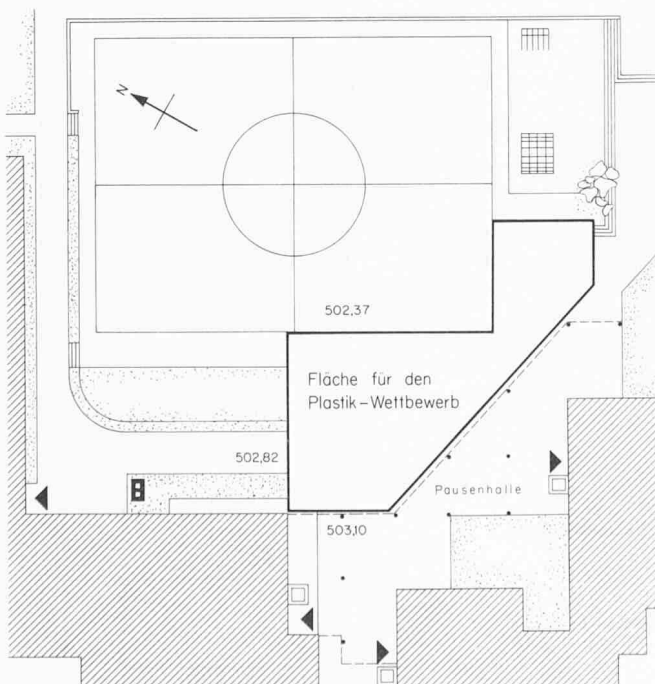 N
502,37
Fläche für den
Plastik-Wettbewerb
502,82
Pausenhalle
503,10